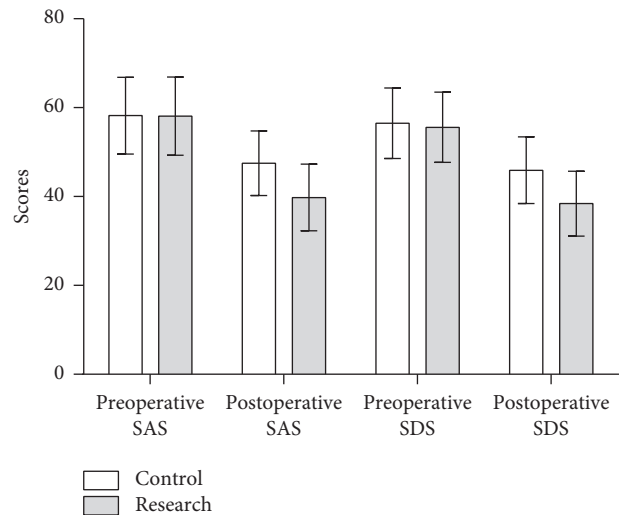 80
60
40
20
0
Scores
Preoperative SAS
Postoperative SAS
Preoperative SDS
Postoperative SDS
Control
Research